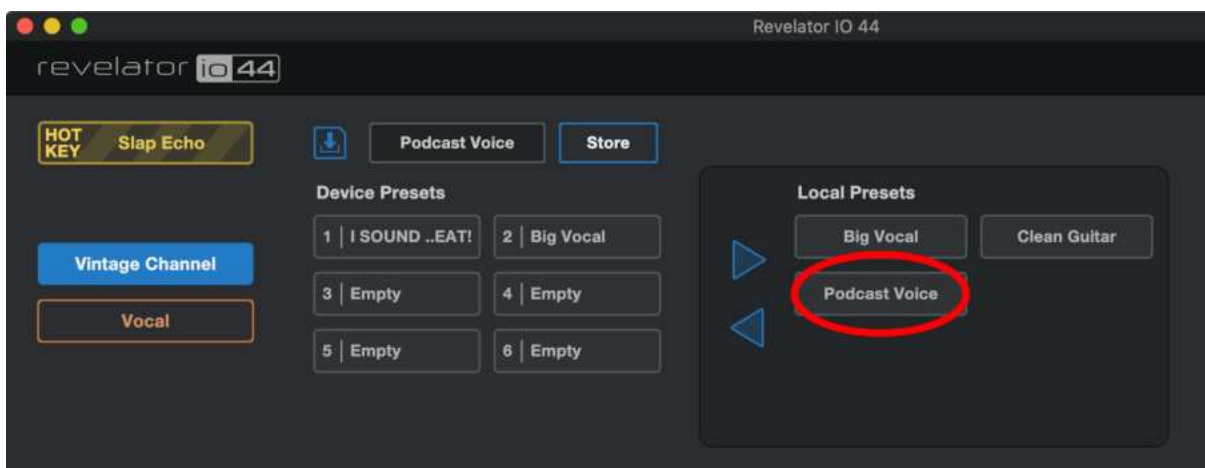 Revelator IO 44
revelator io 44
HOT KEY Slap Echo
Podcast Voice Store
Device Presets
1 | I SOUND ..EAT! 2 | Big Vocal
3 | Empty 4 | Empty
5 | Empty 6 | Empty
Vintage Channel
Vocal
Local Presets
Big Vocal Clean Guitar
Podcast Voice